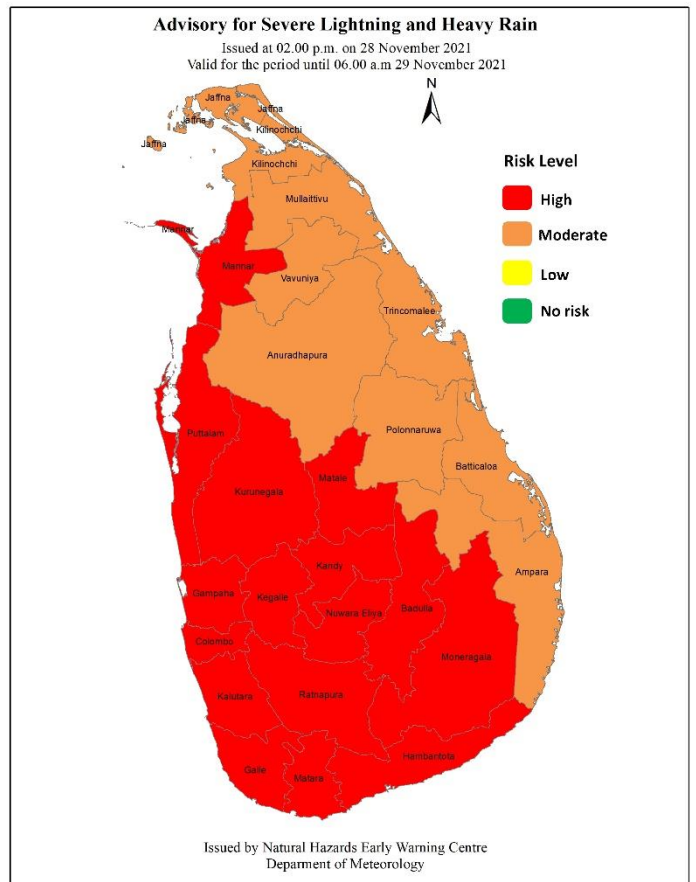 Advisory for Severe Lightning and Heavy Rain
Issued at 02.00 p.m. on 28 November 2021
Valid for the period until 06.00 a.m 29 November 2021
N
Jaffna
Jaffna
Jaffna
Kilinochchi
Jaffna
Kilinochchi
Risk Level
High
Moderate
Low
No risk
Mullaittivu
Mannar
Mannar
Vavuniya
Trincomalee
Anuradhapura
Polonnaruwa
Puttalam
Batticaloa
Matale
Kurunegala
Kandy
Ampara
Gampaha
Kegalle
Nuwara Eliya
Badulla
Colombo
Moneragala
Kalutara
Ratnapura
Hambantota
Galle
Matara
Issued by Natural Hazards Early Warning Centre
Deparment of Meteorology